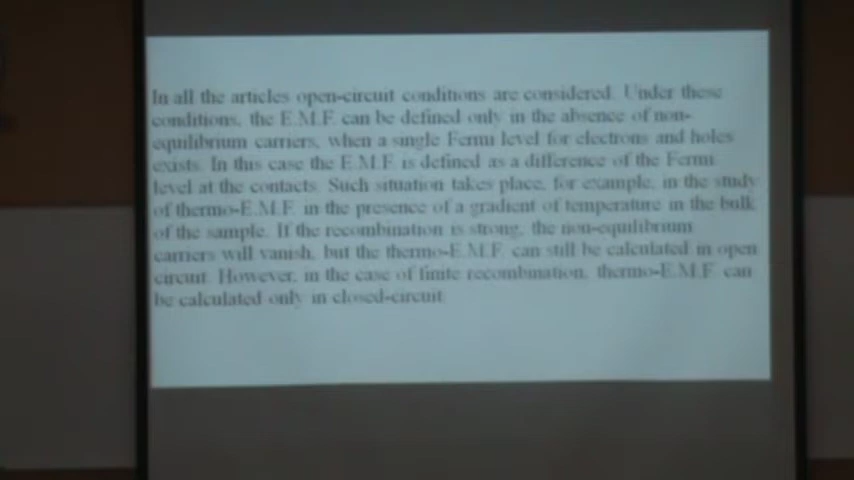 In all the articles open-circuit conditions are considered. Under these
conditions, the E.M.F. can be defined only in the absence of non-
equilibrium carriers, when a single Fermi level for electrons and holes
exists. In this case the E.M.F. is defined as a difference of the Fermi
level at the contacts. Such situation takes place, for example, in the study
of thermo-E.M.F. in the presence of a gradient of temperature in the bulk
of the sample. If the recombination is strong, the non-equilibrium
carriers will vanish, but the thermo-E.M.F. can still be calculated in open
circuit. However, in the case of finite recombination, thermo-E.M.F. can
be calculated only in closed-circuit.